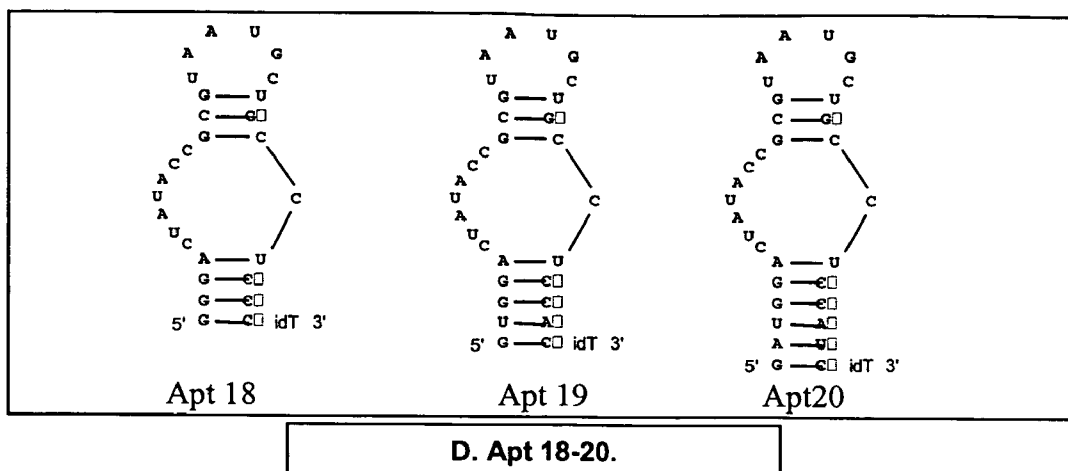 A U
A G
U C
G U
C G□
C G C
C
A C
U
A
U
C
A U
G C□
G C□
5' G C□ idT 3'
Apt 18
A U
A G
U C
G U
C G□
C G C
C
A C
U
A
U
C
A U
G C□
G C□
U A□
5' G C□ idT 3'
Apt 19
A U
A G
U C
G U
C G□
C G C
C
A C
U
A
U
C
A U
G C□
G C□
U A□
A U□
5' G C□ idT 3'
Apt20
D. Apt 18-20.